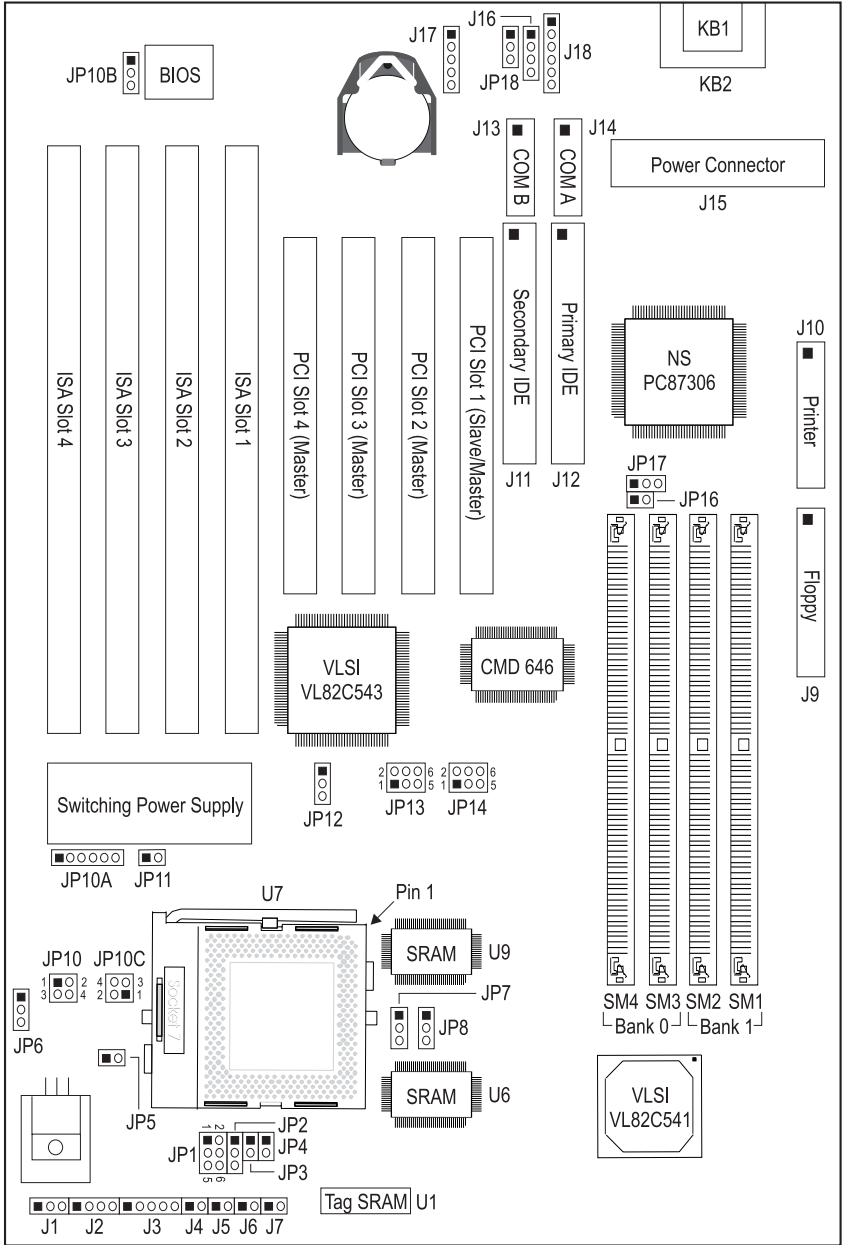 J16
J17
J18
JP18
KB1
KB2
JP10B
BIOS
J13
COM B
COM A
J14
Power Connector
J15
ISA Slot 4
ISA Slot 3
ISA Slot 2
ISA Slot 1
PCI Slot 4 (Master)
PCI Slot 3 (Master)
PCI Slot 2 (Master)
PCI Slot 1 (Slave/Master)
Secondary IDE
Primary IDE
J11
J12
NS
PC87306
J10
Printer
JP17
JP16
Floppy
J9
VLSI
VL82C543
CMD 646
Switching Power Supply
JP12
2 6
1 5
JP13
2 6
1 5
JP14
JP10A
JP11
U7
Pin 1
SRAM
U9
JP10
1 2
3 4
JP10C
4 3
2 1
Socket 7
JP7
JP8
JP6
JP5
SRAM
U6
SM4 SM3 SM2 SM1
Bank 0
Bank 1
VLSI
VL82C541
1 2
JP1
5 6
JP2
JP4
JP3
Tag SRAM
U1
J1
J2
J3
J4
J5
J6
J7